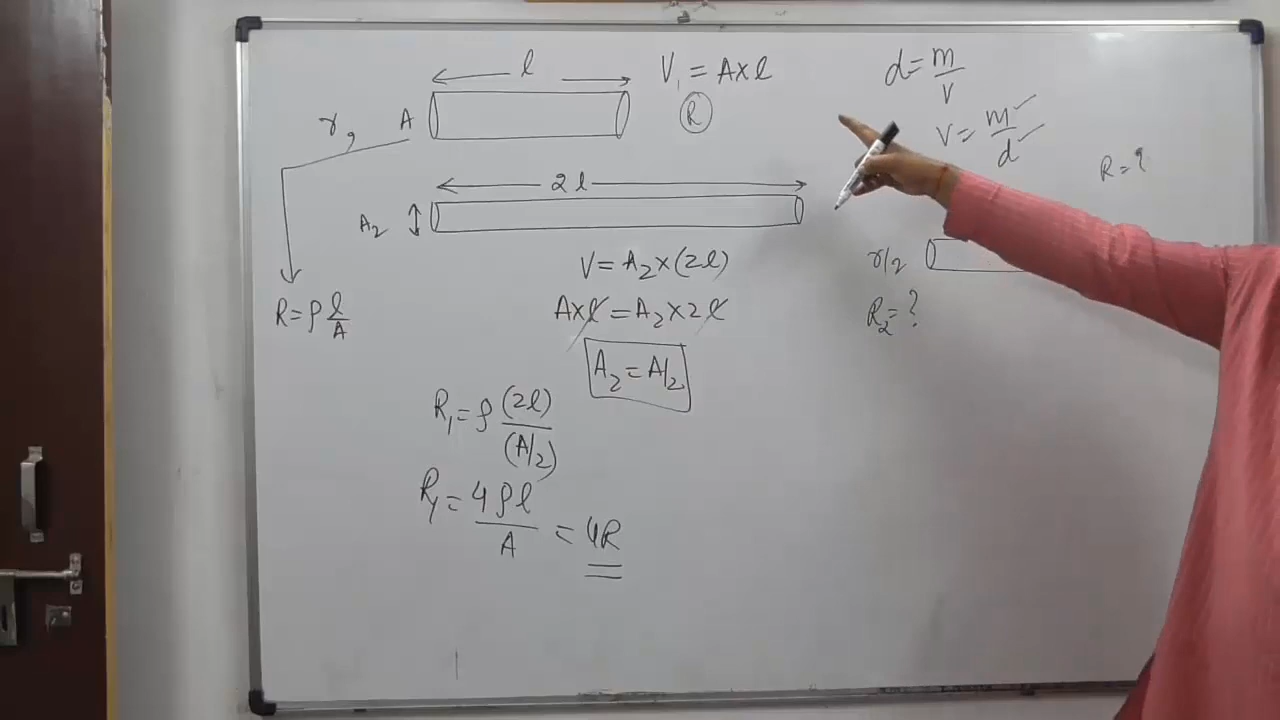 l
V₁ = A×l
r, A
R
2l
A₂
V = A₂×(2l)
R = ρ l/A
A×l = A₂×2l
A₂ = A/2
R₁ = ρ (2l)/(A/2)
R₁ = 4ρl/A = 4R
d = m/v
v = m/d
R = ?
r/2
R₂ = ?